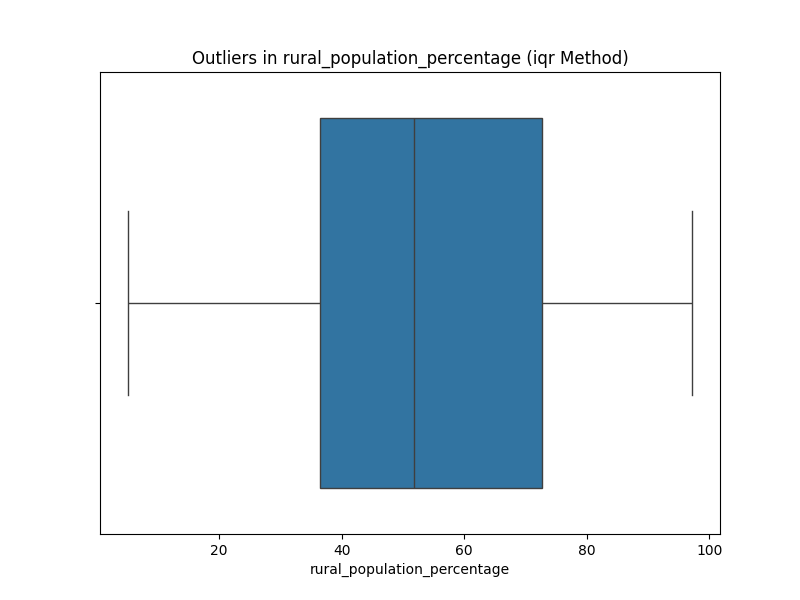 Outliers in rural_population_percentage (iqr Method)
20 40 60 80 100
rural_population_percentage